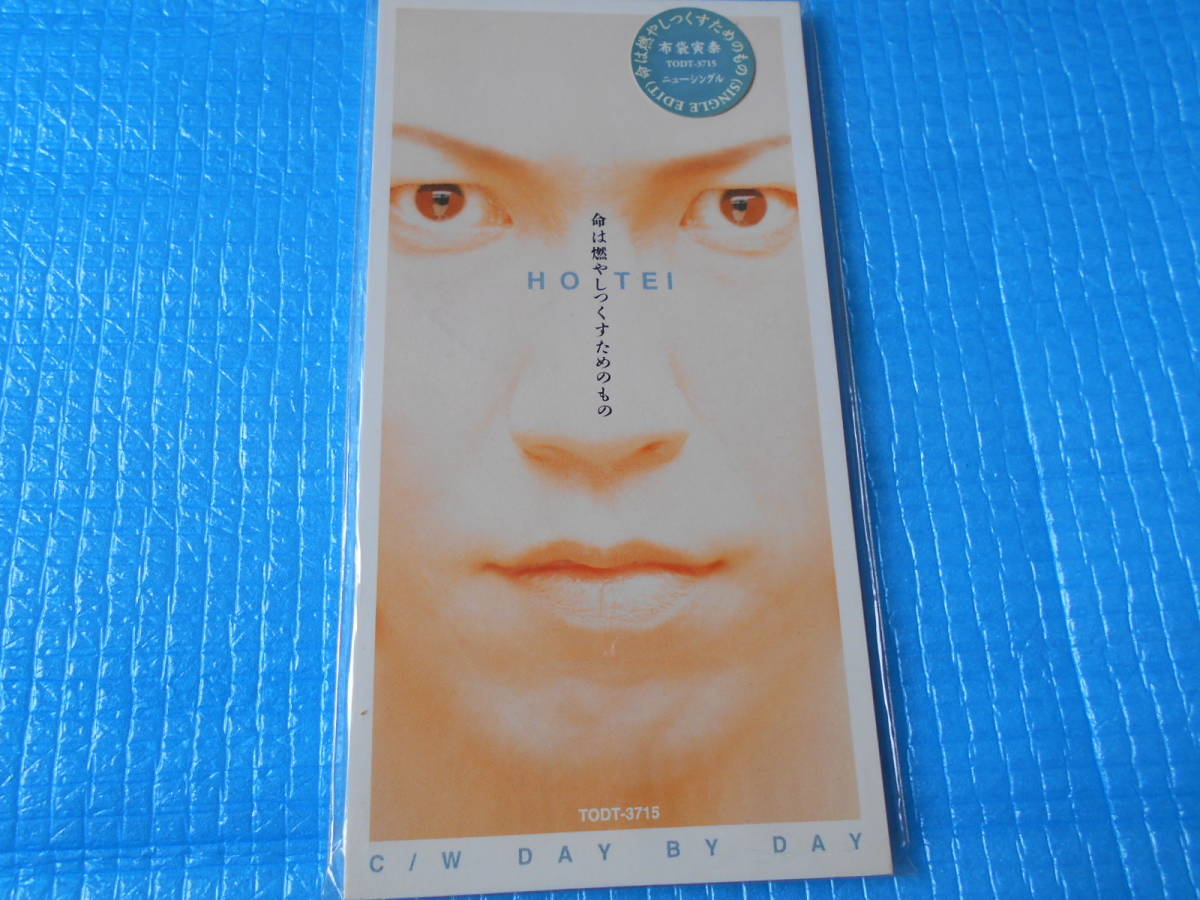 命は燃やしつくすためのもの(SINGLE EDIT)
布袋寅泰
TODT-3715
ニューシングル
命は燃やしつくすためのもの
HOTEI
TODT-3715
C/W DAY BY DAY